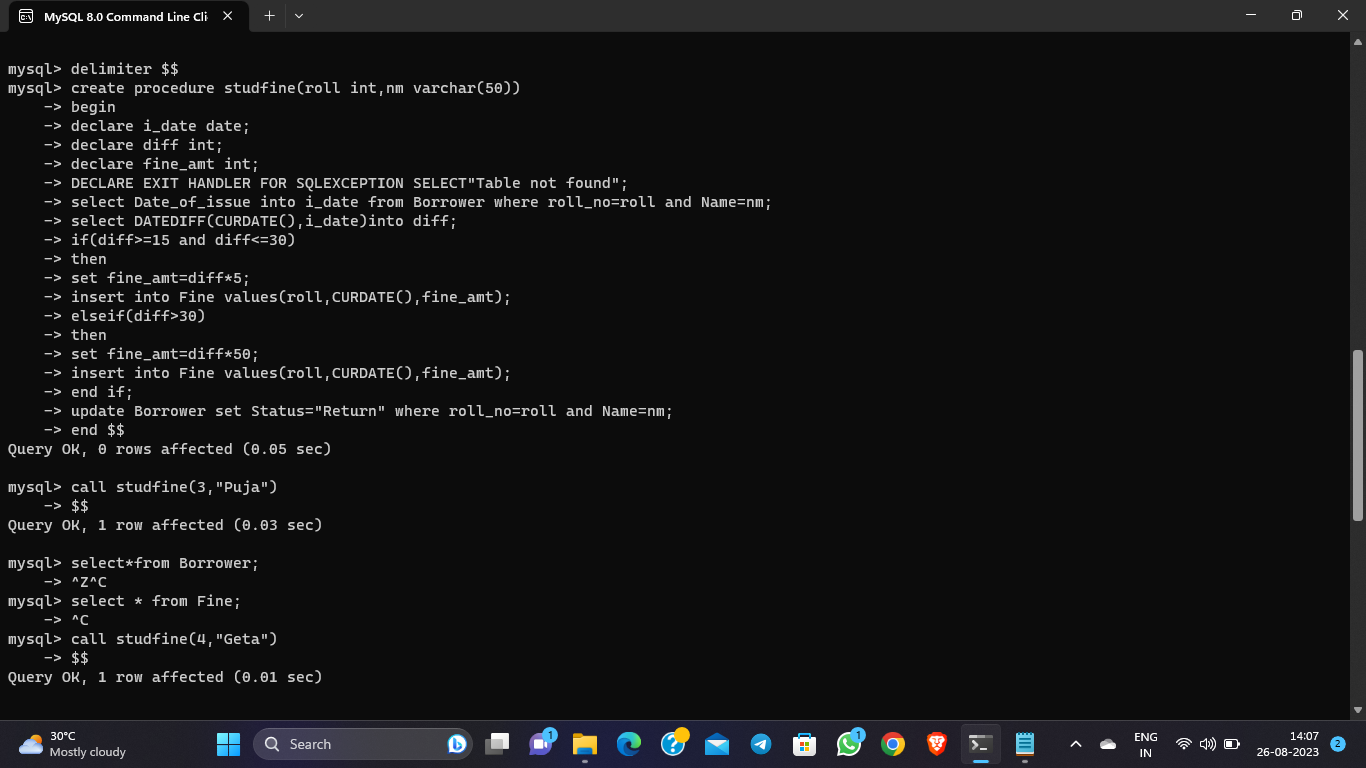 MySQL 8.0 Command Line Cli
mysql> delimiter $$
mysql> create procedure studfine(roll int,nm varchar(50))
    -> begin
    -> declare i_date date;
    -> declare diff int;
    -> declare fine_amt int;
    -> DECLARE EXIT HANDLER FOR SQLEXCEPTION SELECT"Table not found";
    -> select Date_of_issue into i_date from Borrower where roll_no=roll and Name=nm;
    -> select DATEDIFF(CURDATE(),i_date)into diff;
    -> if(diff>=15 and diff<=30)
    -> then
    -> set fine_amt=diff*5;
    -> insert into Fine values(roll,CURDATE(),fine_amt);
    -> elseif(diff>30)
    -> then
    -> set fine_amt=diff*50;
    -> insert into Fine values(roll,CURDATE(),fine_amt);
    -> end if;
    -> update Borrower set Status="Return" where roll_no=roll and Name=nm;
    -> end $$
Query OK, 0 rows affected (0.05 sec)
mysql> call studfine(3,"Puja")
    -> $$
Query OK, 1 row affected (0.03 sec)
mysql> select*from Borrower;
    -> ^Z^C
mysql> select * from Fine;
    -> ^C
mysql> call studfine(4,"Geta")
    -> $$
Query OK, 1 row affected (0.01 sec)
30°C
Mostly cloudy
Search
1
1
ENG
IN
14:07
26-08-2023
2